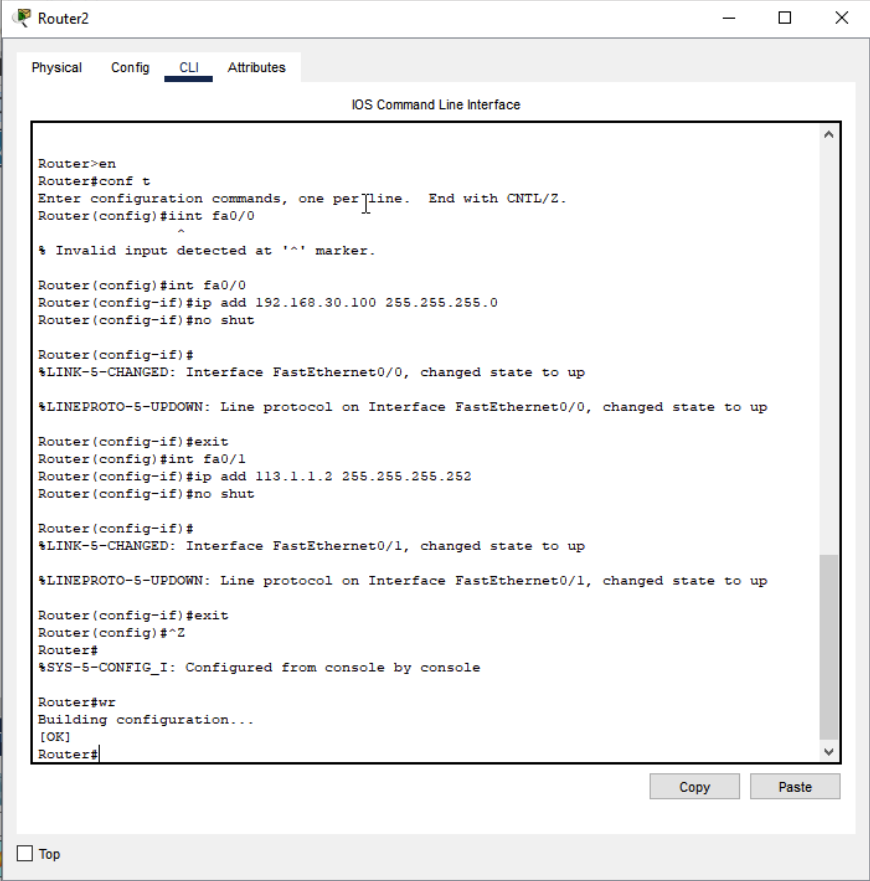 Router2
Physical Config CLI Attributes
IOS Command Line Interface
Router>en
Router#conf t
Enter configuration commands, one per line.  End with CNTL/Z.
Router(config)#iint fa0/0
^
% Invalid input detected at '^' marker.
Router(config)#int fa0/0
Router(config-if)#ip add 192.168.30.100 255.255.255.0
Router(config-if)#no shut
Router(config-if)#
%LINK-5-CHANGED: Interface FastEthernet0/0, changed state to up
%LINEPROTO-5-UPDOWN: Line protocol on Interface FastEthernet0/0, changed state to up
Router(config-if)#exit
Router(config)#int fa0/1
Router(config-if)#ip add 113.1.1.2 255.255.255.252
Router(config-if)#no shut
Router(config-if)#
%LINK-5-CHANGED: Interface FastEthernet0/1, changed state to up
%LINEPROTO-5-UPDOWN: Line protocol on Interface FastEthernet0/1, changed state to up
Router(config-if)#exit
Router(config)#^Z
Router#
%SYS-5-CONFIG_I: Configured from console by console
Router#wr
Building configuration...
[OK]
Router#
Copy Paste
Top